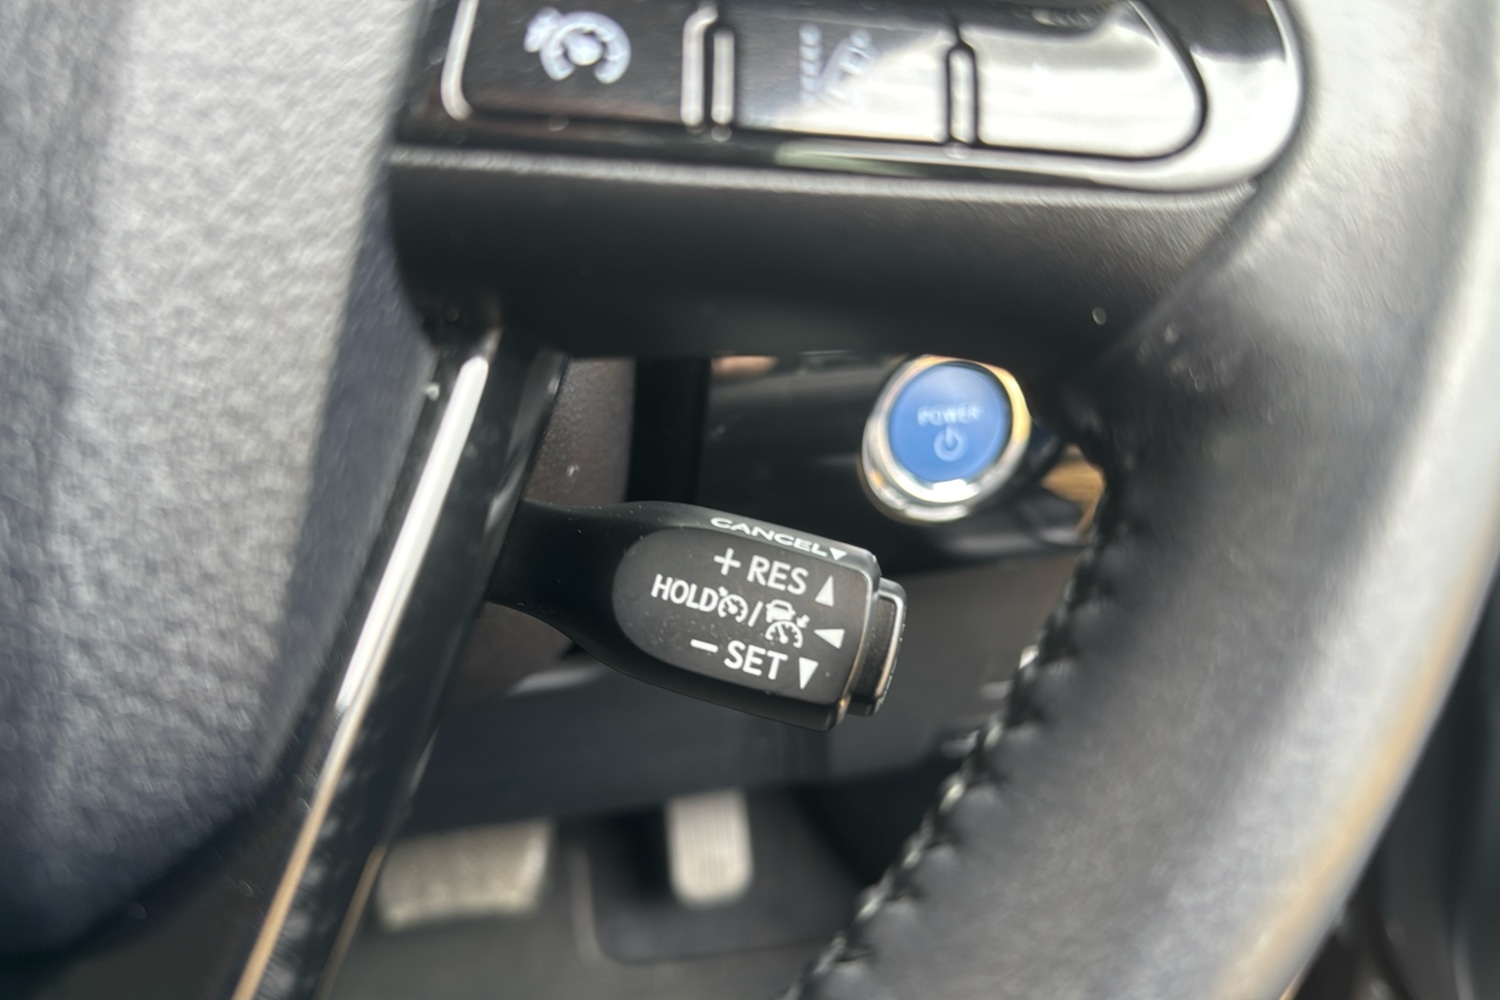 POWER
CANCEL▼
+ RES ▲
HOLD / ◀
− SET ▼